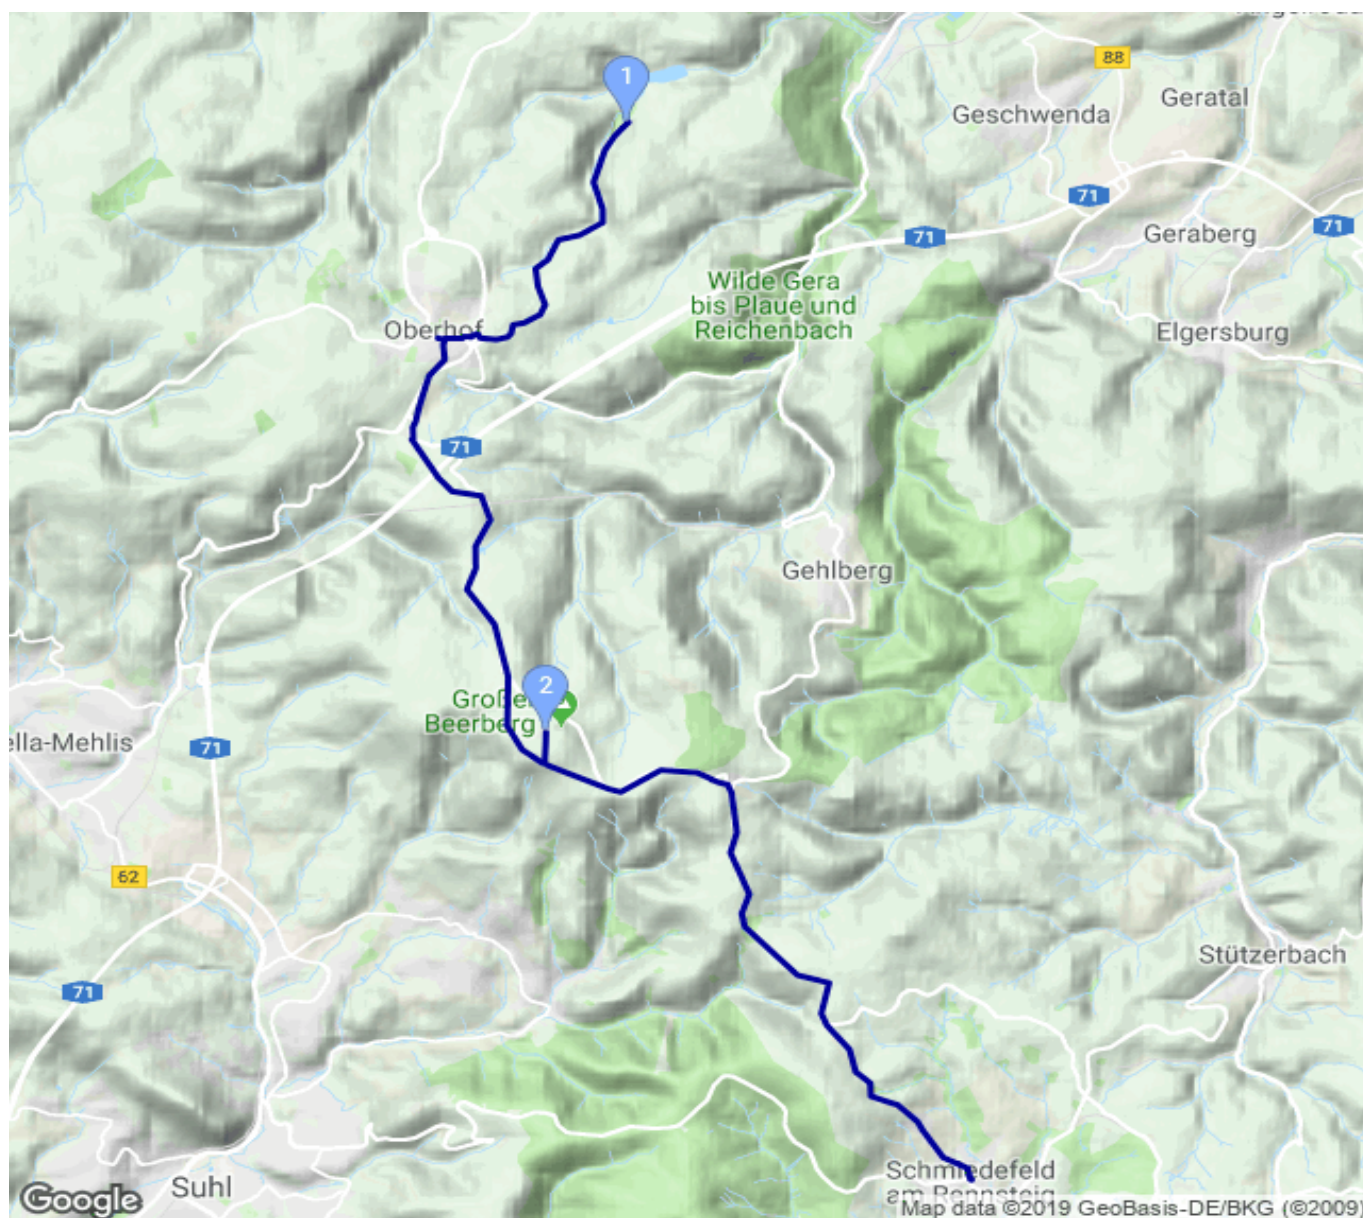 1
88
Geschwenda
Geratal
71
71
71
Geraberg
Wilde Gera
bis Plaue und
Reichenbach
Oberhof
Elgersburg
71
Gehlberg
2
Großer
Beerberg
ella-Mehlis
71
62
Stützerbach
71
Schmiedefeld
am Rennsteig
Suhl
Google
Map data ©2019 GeoBasis-DE/BKG (©2009)